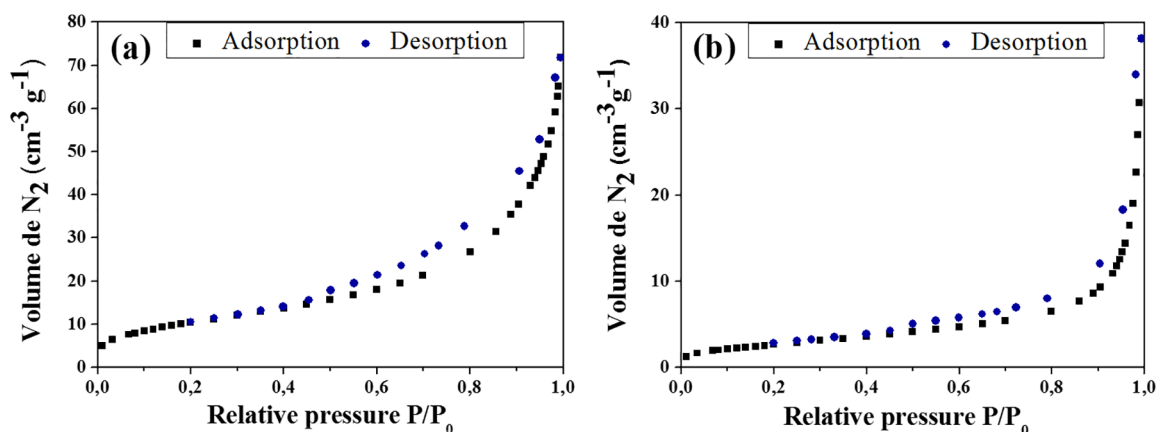 (a)
Adsorption Desorption
Volume de N2 (cm-3 g-1)
80
70
60
50
40
30
20
10
0
0,0 0,2 0,4 0,6 0,8 1,0
Relative pressure P/P0
(b)
Adsorption Desorption
Volume de N2 (cm-3g-1)
40
30
20
10
0
0,0 0,2 0,4 0,6 0,8 1,0
Relative pressure P/P0